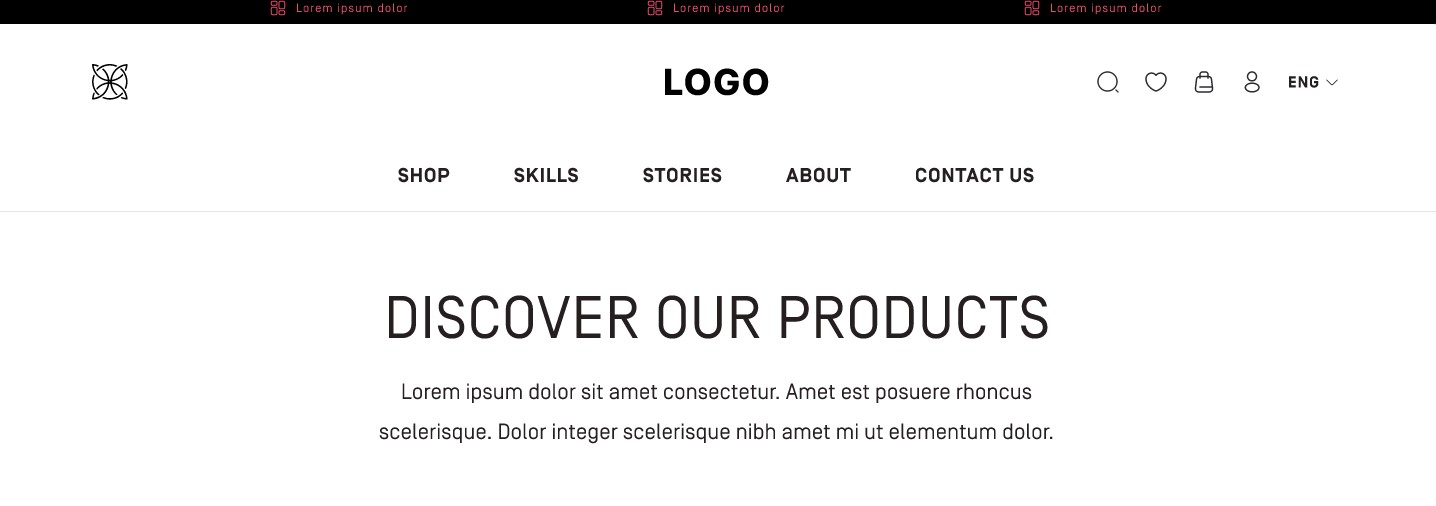 Lorem ipsum dolor Lorem ipsum dolor Lorem ipsum dolor
LOGO ENG
SHOP SKILLS STORIES ABOUT CONTACT US
DISCOVER OUR PRODUCTS
Lorem ipsum dolor sit amet consectetur. Amet est posuere rhoncus
scelerisque. Dolor integer scelerisque nibh amet mi ut elementum dolor.